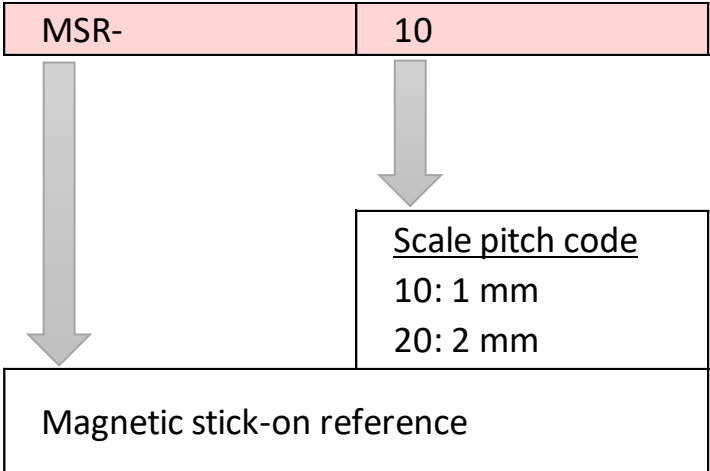 MSR- 10
Scale pitch code
10: 1 mm
20: 2 mm
Magnetic stick-on reference